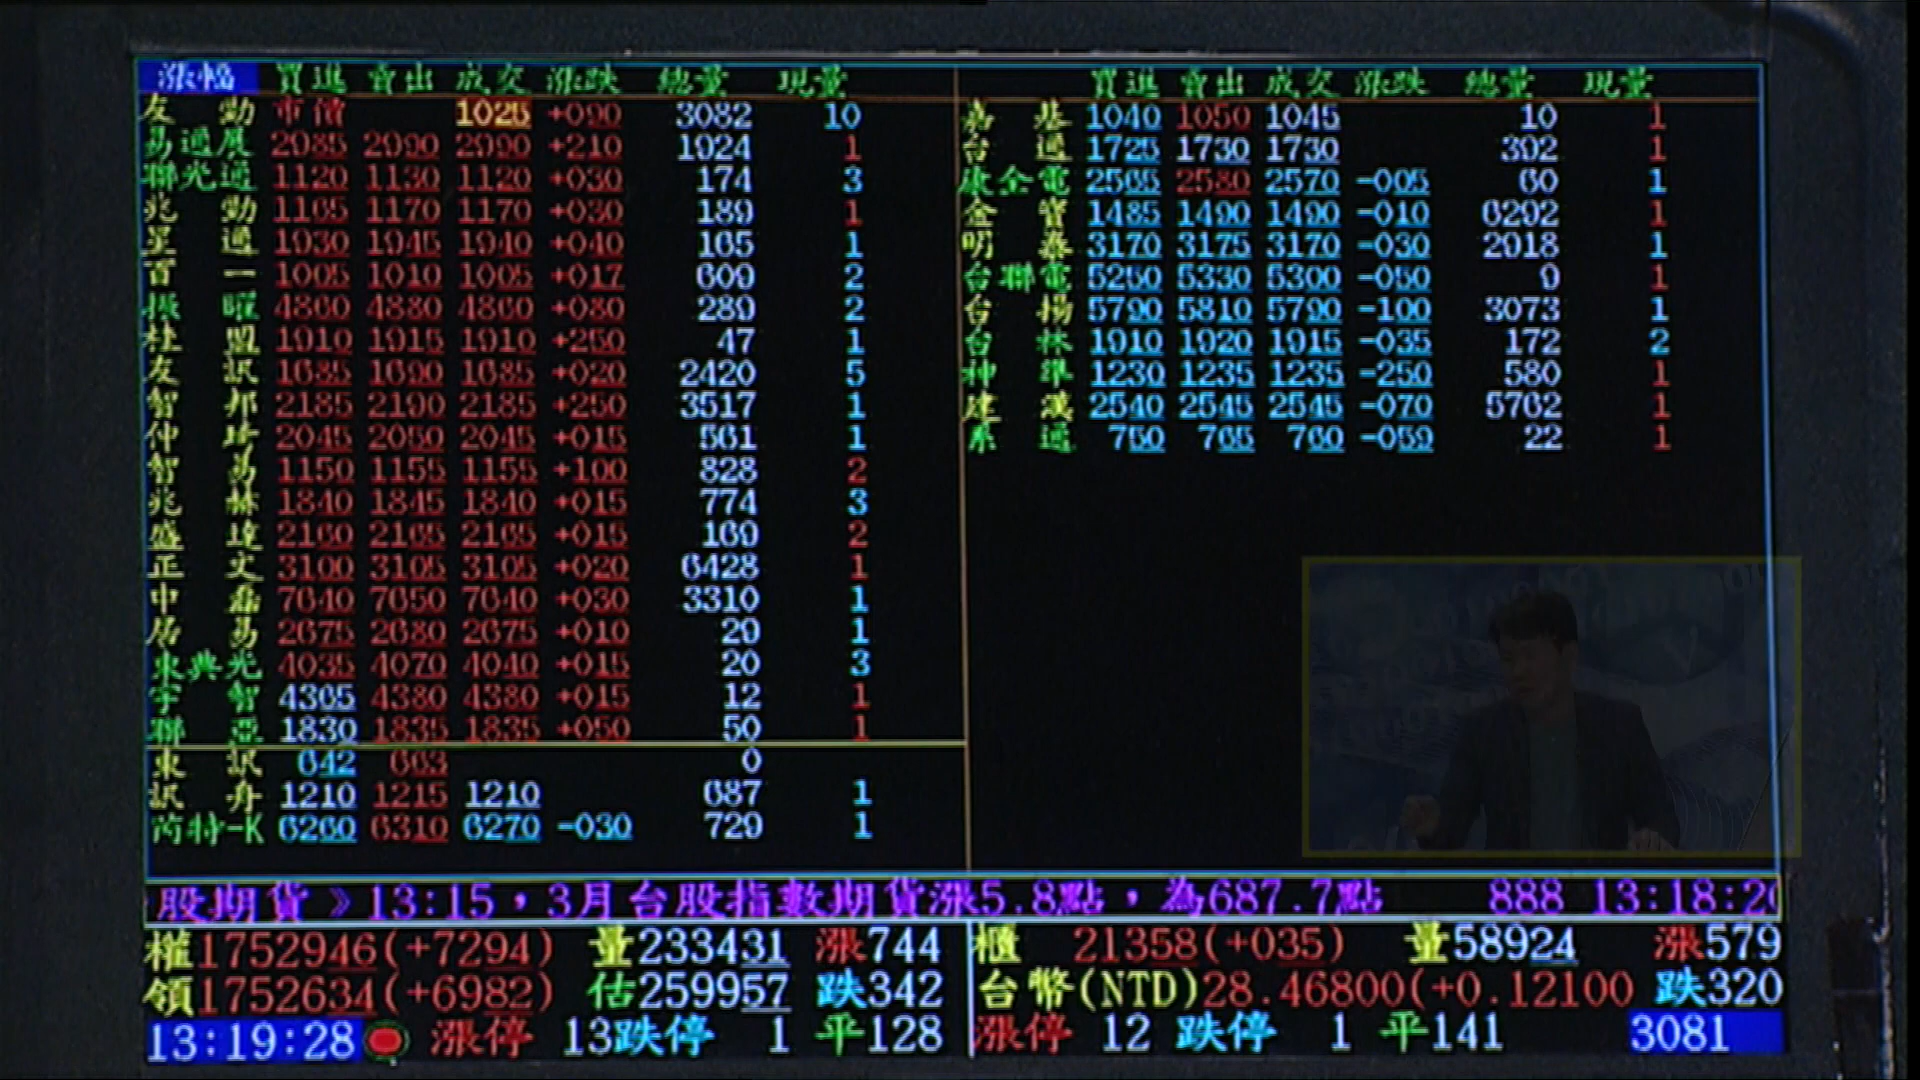 漲幅 買進 賣出 成交 漲跌 總量 現量
友勁 市價 1025 +090 3082 10
易通展 2085 2090 2090 +210 1024 1
聯光通 1120 1130 1120 +030 174 3
兆勁 1165 1170 1170 +030 189 1
星通 1930 1945 1940 +040 165 1
百一 1005 1010 1005 +017 609 2
振曜 4860 4880 4860 +080 289 2
桂盟 1910 1915 1910 +250 47 1
友訊 1685 1690 1685 +020 2420 5
智邦 2185 2190 2185 +250 3517 1
仲琦 2045 2050 2045 +015 561 1
智易 1150 1155 1155 +100 828 2
兆赫 1840 1845 1840 +015 774 3
盛達 2160 2165 2165 +015 169 2
正文 3100 3105 3105 +020 6428 1
中磊 7640 7650 7640 +030 3310 1
居易 2675 2680 2675 +010 29 1
東典光 4035 4070 4040 +015 20 3
宇智 4365 4380 4380 +015 12 1
聯亞 1830 1835 1835 +050 50 1
東訊 642 663 0
訊舟 1210 1215 1210 687 1
芮特-K 6260 6310 6270 -030 729 1
買進 賣出 成交 漲跌 總量 現量
嘉基 1040 1050 1045 10 1
台通 1725 1730 1730 302 1
康全電 2565 2580 2570 -005 60 1
金寶 1485 1490 1490 -010 6292 1
明泰 3170 3175 3170 -030 2918 1
台聯電 5250 5330 5300 -050 9 1
台揚 5790 5810 5790 -100 3073 1
台林 1910 1920 1915 -035 172 2
神準 1230 1235 1235 -250 580 1
建漢 2540 2545 2545 -070 5762 1
系通 750 765 760 -059 22 1
股期貨 》13:15，3月台股指數期貨漲5.8點，為687.7點 888 13:18:20
權1752946(+7294) 量233431 漲744
領1752634(+6982) 估259957 跌342
13:19:28 漲停 13跌停 1 平128
櫃 21358(+035) 量58924 漲579
台幣(NTD)28.46800(+0.12100 跌320
漲停 12 跌停 1 平141 3081